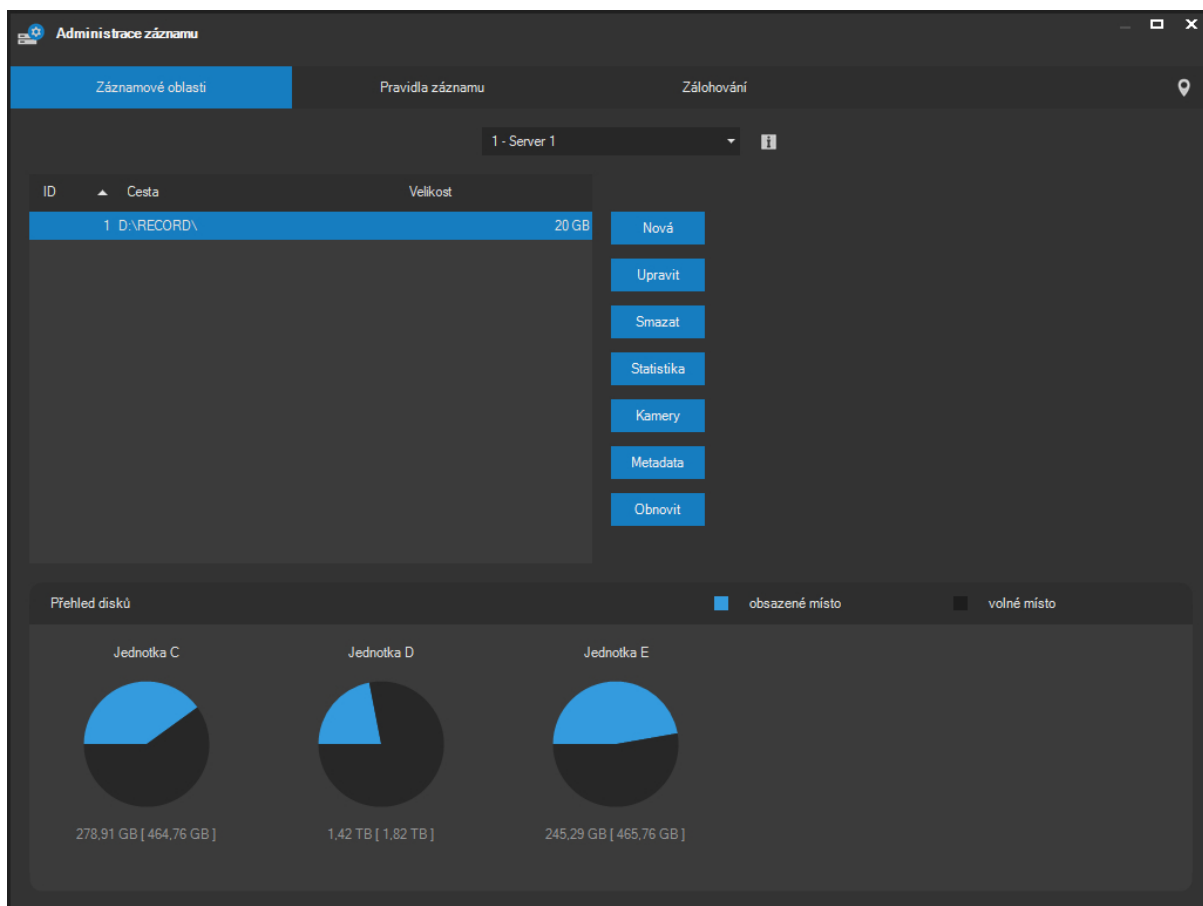 Administrace záznamu
Záznamové oblasti Pravidla záznamu Zálohování
1 - Server 1
ID Cesta Velikost
1 D:\RECORD\ 20 GB
Nová
Upravit
Smazat
Statistika
Kamery
Metadata
Obnovit
Přehled disků obsazené místo volné místo
Jednotka C Jednotka D Jednotka E
278,91 GB [ 464,76 GB ] 1,42 TB [ 1,82 TB ] 245,29 GB [ 465,76 GB ]